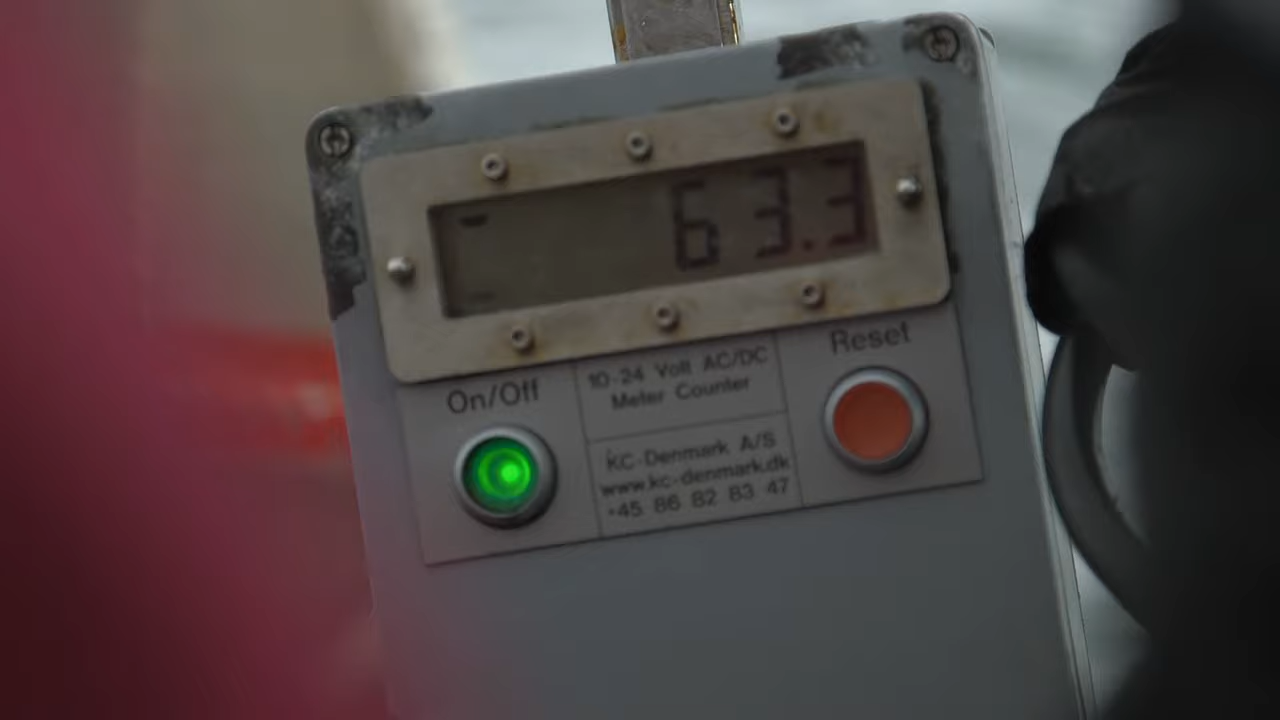 63.3
On/Off
10-24 Volt AC/DC
Meter Counter
Reset
KC-Denmark A/S
www.kc-denmark.dk
+45 86 82 83 47